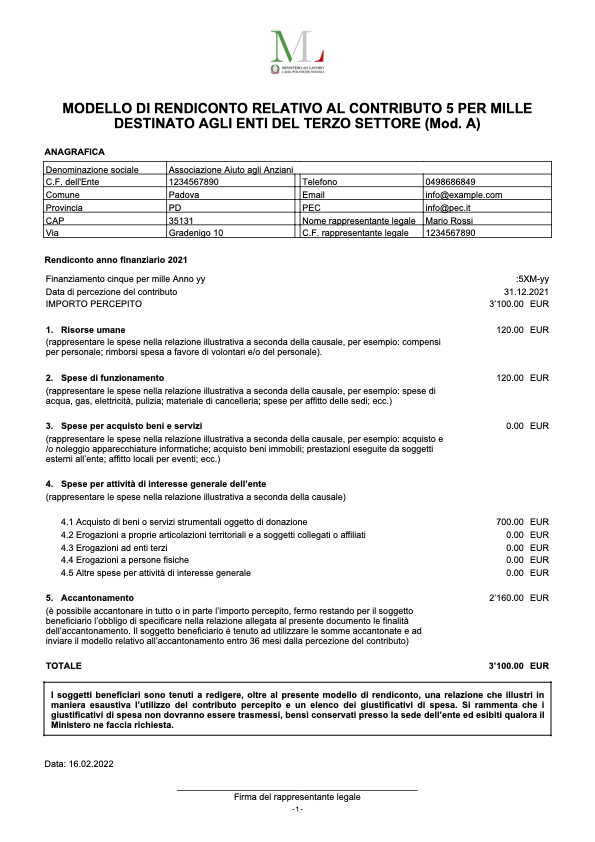 ML
MINISTERO del LAVORO
e delle POLITICHE SOCIALI
MODELLO DI RENDICONTO RELATIVO AL CONTRIBUTO 5 PER MILLE
DESTINATO AGLI ENTI DEL TERZO SETTORE (Mod. A)
ANAGRAFICA
Denominazione sociale Associazione Aiuto agli Anziani
C.F. dell'Ente 1234567890 Telefono 0498686849
Comune Padova Email info@example.com
Provincia PD PEC info@pec.it
CAP 35131 Nome rappresentante legale Mario Rossi
Via Gradenigo 10 C.F. rappresentante legale 1234567890
Rendiconto anno finanziario 2021
Finanziamento cinque per mille Anno yy :5XM-yy
Data di percezione del contributo 31.12.2021
IMPORTO PERCEPITO 3'100.00 EUR
1. Risorse umane 120.00 EUR
(rappresentare le spese nella relazione illustrativa a seconda della causale, per esempio: compensi
per personale; rimborsi spesa a favore di volontari e/o del personale).
2. Spese di funzionamento 120.00 EUR
(rappresentare le spese nella relazione illustrativa a seconda della causale, per esempio: spese di
acqua, gas, elettricità, pulizia; materiale di cancelleria; spese per affitto delle sedi; ecc.)
3. Spese per acquisto beni e servizi 0.00 EUR
(rappresentare le spese nella relazione illustrativa a seconda della causale, per esempio: acquisto e
/o noleggio apparecchiature informatiche; acquisto beni immobili; prestazioni eseguite da soggetti
esterni all'ente; affitto locali per eventi; ecc.)
4. Spese per attività di interesse generale dell'ente
(rappresentare le spese nella relazione illustrativa a seconda della causale)
4.1 Acquisto di beni o servizi strumentali oggetto di donazione 700.00 EUR
4.2 Erogazioni a proprie articolazioni territoriali e a soggetti collegati o affiliati 0.00 EUR
4.3 Erogazioni ad enti terzi 0.00 EUR
4.4 Erogazioni a persone fisiche 0.00 EUR
4.5 Altre spese per attività di interesse generale 0.00 EUR
5. Accantonamento 2'160.00 EUR
(è possibile accantonare in tutto o in parte l'importo percepito, fermo restando per il soggetto
beneficiario l'obbligo di specificare nella relazione allegata al presente documento le finalità
dell'accantonamento. Il soggetto beneficiario è tenuto ad utilizzare le somme accantonate e ad
inviare il modello relativo all'accantonamento entro 36 mesi dalla percezione del contributo)
TOTALE 3'100.00 EUR
I soggetti beneficiari sono tenuti a redigere, oltre al presente modello di rendiconto, una relazione che illustri in
maniera esaustiva l'utilizzo del contributo percepito e un elenco dei giustificativi di spesa. Si rammenta che i
giustificativi di spesa non dovranno essere trasmessi, bensì conservati presso la sede dell'ente ed esibiti qualora il
Ministero ne faccia richiesta.
Data: 16.02.2022
Firma del rappresentante legale
- 1 -